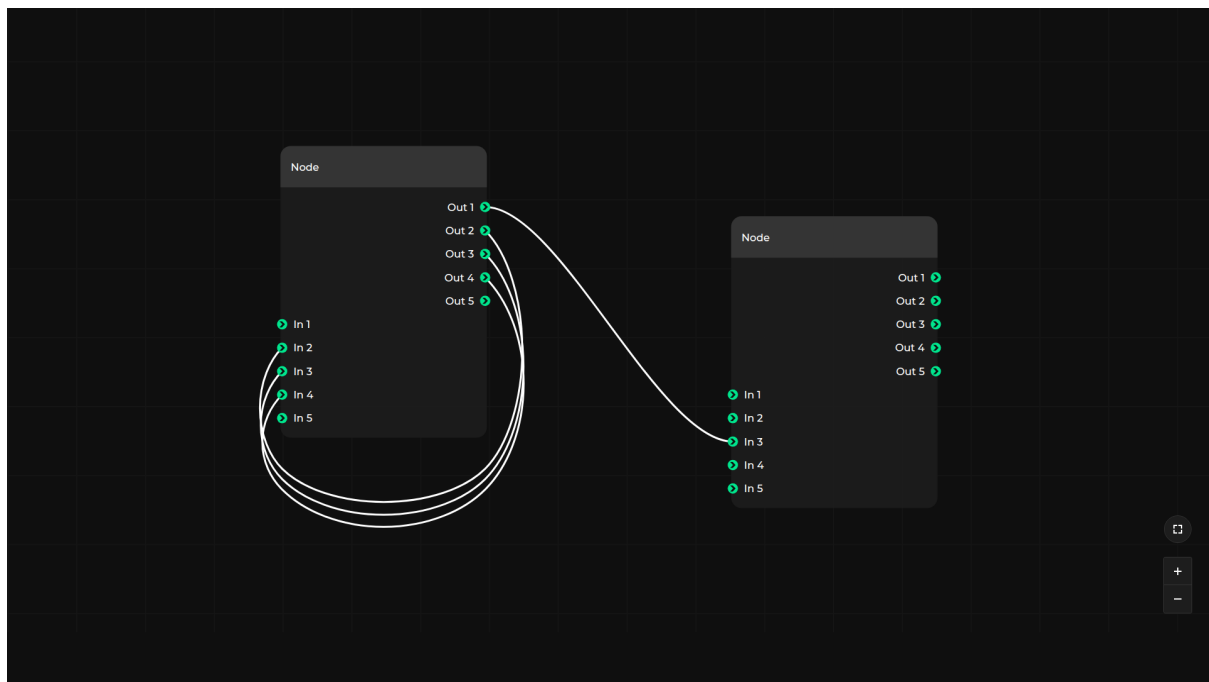 Node
Out 1
Out 2
Out 3
Out 4
Out 5
In 1
In 2
In 3
In 4
In 5
Node
Out 1
Out 2
Out 3
Out 4
Out 5
In 1
In 2
In 3
In 4
In 5
+
−